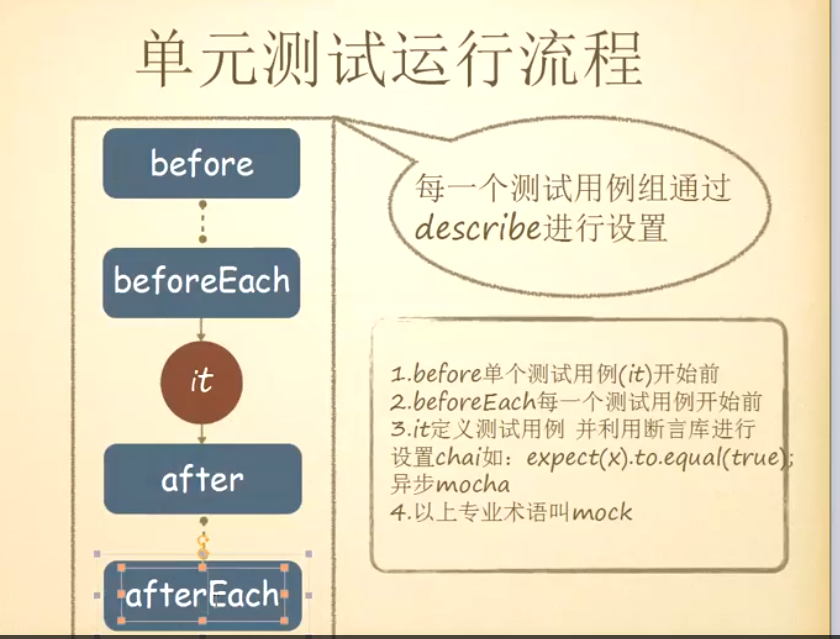 单元测试运行流程
before
beforeEach
it
after
afterEach
每一个测试用例组通过
describe进行设置
1.before单个测试用例(it)开始前
2.beforeEach每一个测试用例开始前
3.it定义测试用例 并利用断言库进行
设置chai如：expect(x).to.equal(true);
异步mocha
4.以上专业术语叫mock